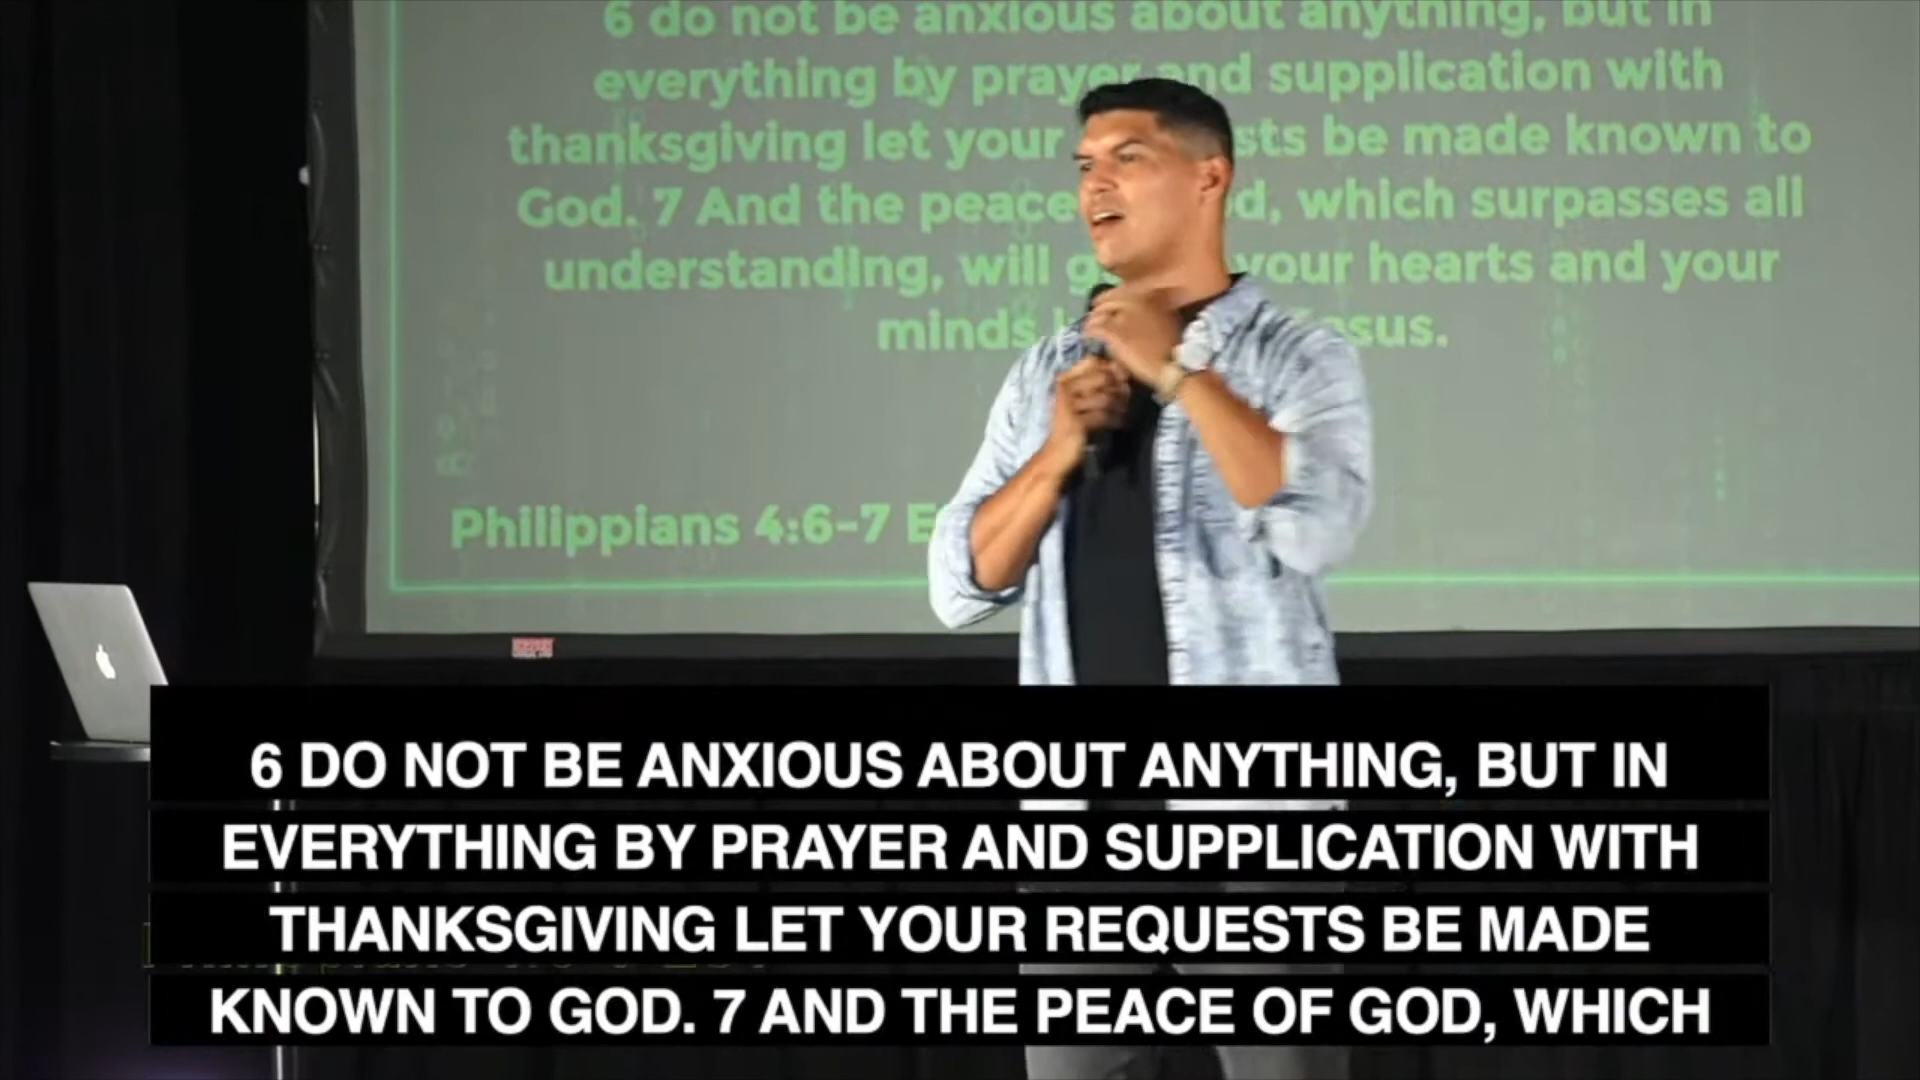 6 do not be anxious about anything, but in
everything by prayer and supplication with
thanksgiving let your sts be made known to
God. 7 And the peace d, which surpasses all
understanding, will your hearts and your
minds esus.
Philippians 4:6-7
6 DO NOT BE ANXIOUS ABOUT ANYTHING, BUT IN
EVERYTHING BY PRAYER AND SUPPLICATION WITH
THANKSGIVING LET YOUR REQUESTS BE MADE
KNOWN TO GOD. 7 AND THE PEACE OF GOD, WHICH